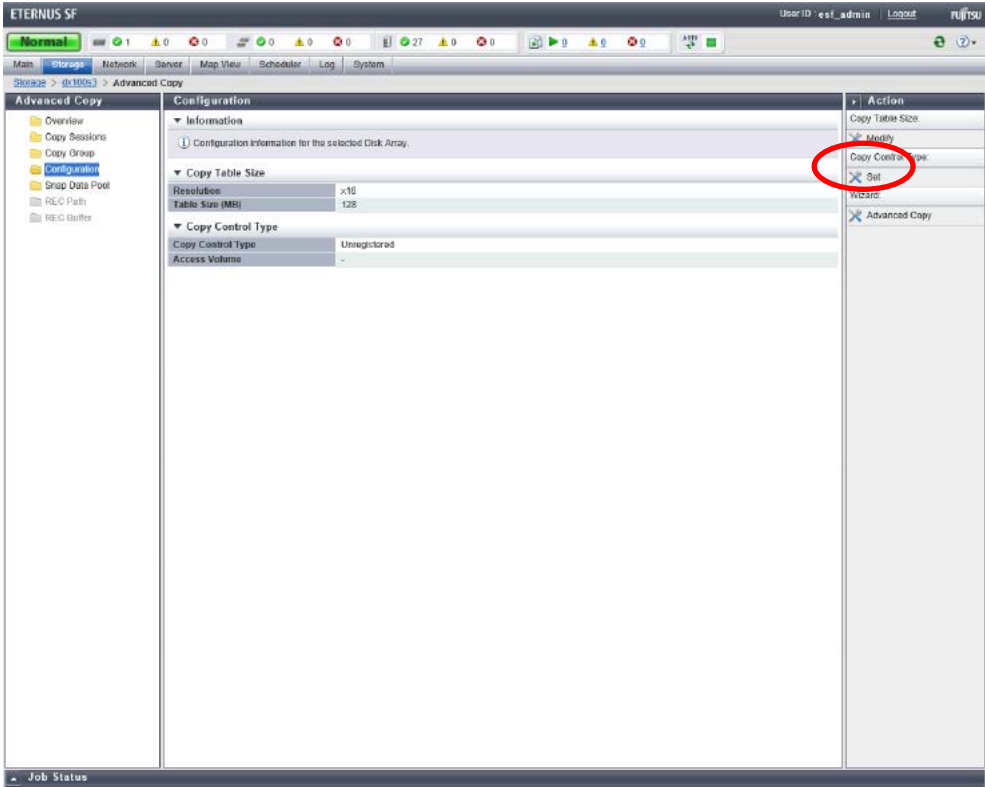 ETERNUS SF User ID : esf_admin Logout FUJITSU
Normal 1 0 0 0 0 0 27 0 0 0 0 0
Main Storage Network Server Map View Scheduler Log System
Storage > dx100s3 > Advanced Copy
Advanced Copy
Overview
Copy Sessions
Copy Group
Configuration
Snap Data Pool
REC Path
REC Buffer
Configuration
Information
Configuration information for the selected Disk Array.
Copy Table Size
Resolution x16
Table Size (MB) 128
Copy Control Type
Copy Control Type Unregistered
Access Volume -
Action
Copy Table Size:
Modify
Copy Control Type:
Set
Wizard:
Advanced Copy
Job Status